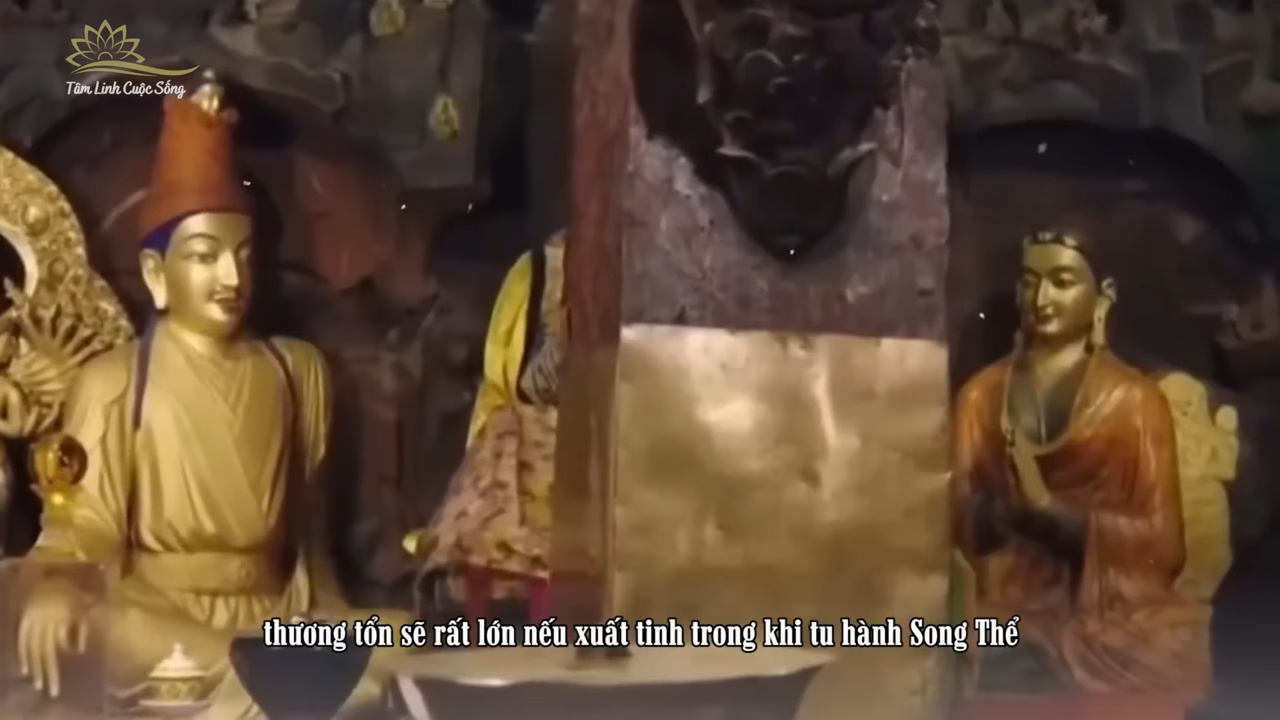 Tâm Linh Cuộc Sống
thương tổn sẽ rất lớn nếu xuất tinh trong khi tu hành Song Thể